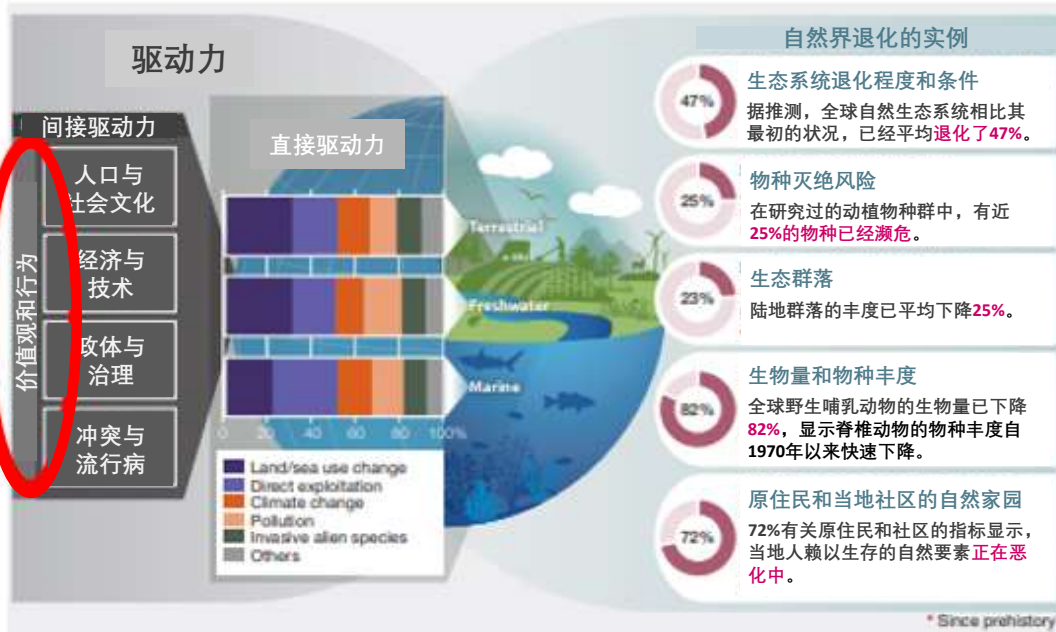 驱动力
间接驱动力
价值观和行为
人口与
社会文化
经济与
技术
政体与
治理
冲突与
流行病
直接驱动力
Terrestrial
Freshwater
Marine
0 20 40 60 80 100%
Land/sea use change
Direct exploitation
Climate change
Pollution
Invasive alien species
Others
自然界退化的实例
47%
生态系统退化程度和条件
据推测，全球自然生态系统相比其
最初的状况，已经平均退化了47%。
25%
物种灭绝风险
在研究过的动植物种群中，有近
25%的物种已经濒危。
23%
生态群落
陆地群落的丰度已平均下降25%。
82%
生物量和物种丰度
全球野生哺乳动物的生物量已下降
82%，显示脊椎动物的物种丰度自
1970年以来快速下降。
72%
原住民和当地社区的自然家园
72%有关原住民和社区的指标显示，
当地人赖以生存的自然要素正在恶
化中。
* Since prehistory